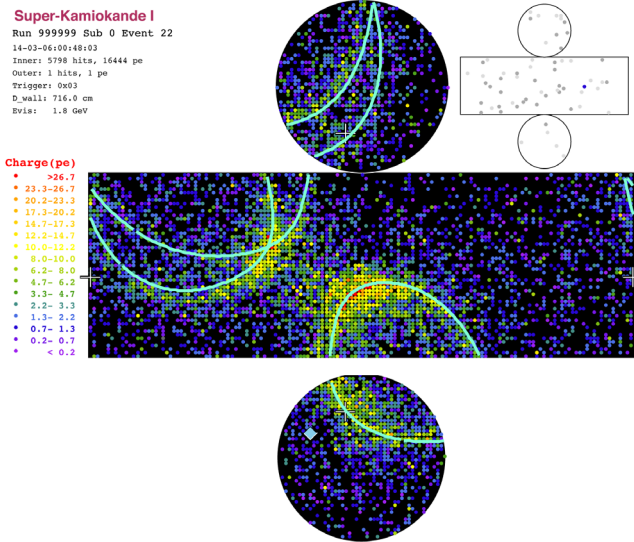 Super-Kamiokande I
Run 999999 Sub 0 Event 22
14-03-06:00:48:03
Inner: 5798 hits, 16444 pe
Outer: 1 hits, 1 pe
Trigger: 0x03
D_wall: 716.0 cm
Evis: 1.8 GeV
Charge(pe)
>26.7
23.3-26.7
20.2-23.3
17.3-20.2
14.7-17.3
12.2-14.7
10.0-12.2
8.0-10.0
6.2- 8.0
4.7- 6.2
3.3- 4.7
2.2- 3.3
1.3- 2.2
0.7- 1.3
0.2- 0.7
< 0.2